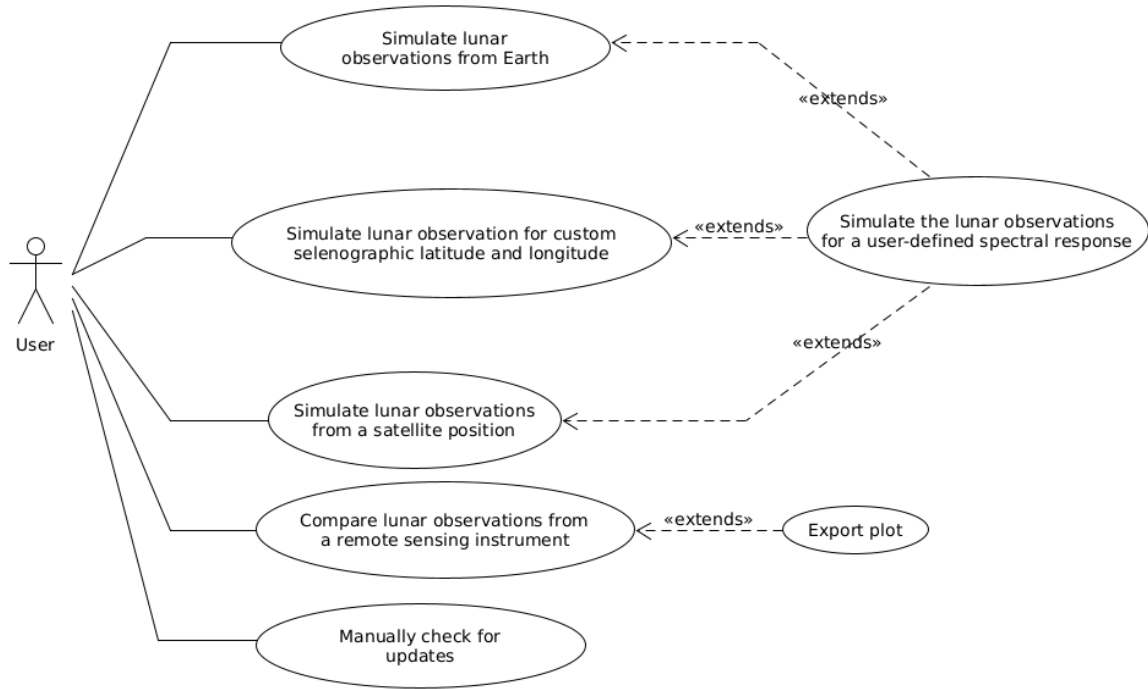 Simulate lunar
observations from Earth
«extends»
Simulate lunar observation for custom
selenographic latitude and longitude
«extends»
Simulate the lunar observations
for a user-defined spectral response
User
«extends»
Simulate lunar observations
from a satellite position
Compare lunar observations from
a remote sensing instrument
«extends»
Export plot
Manually check for
updates